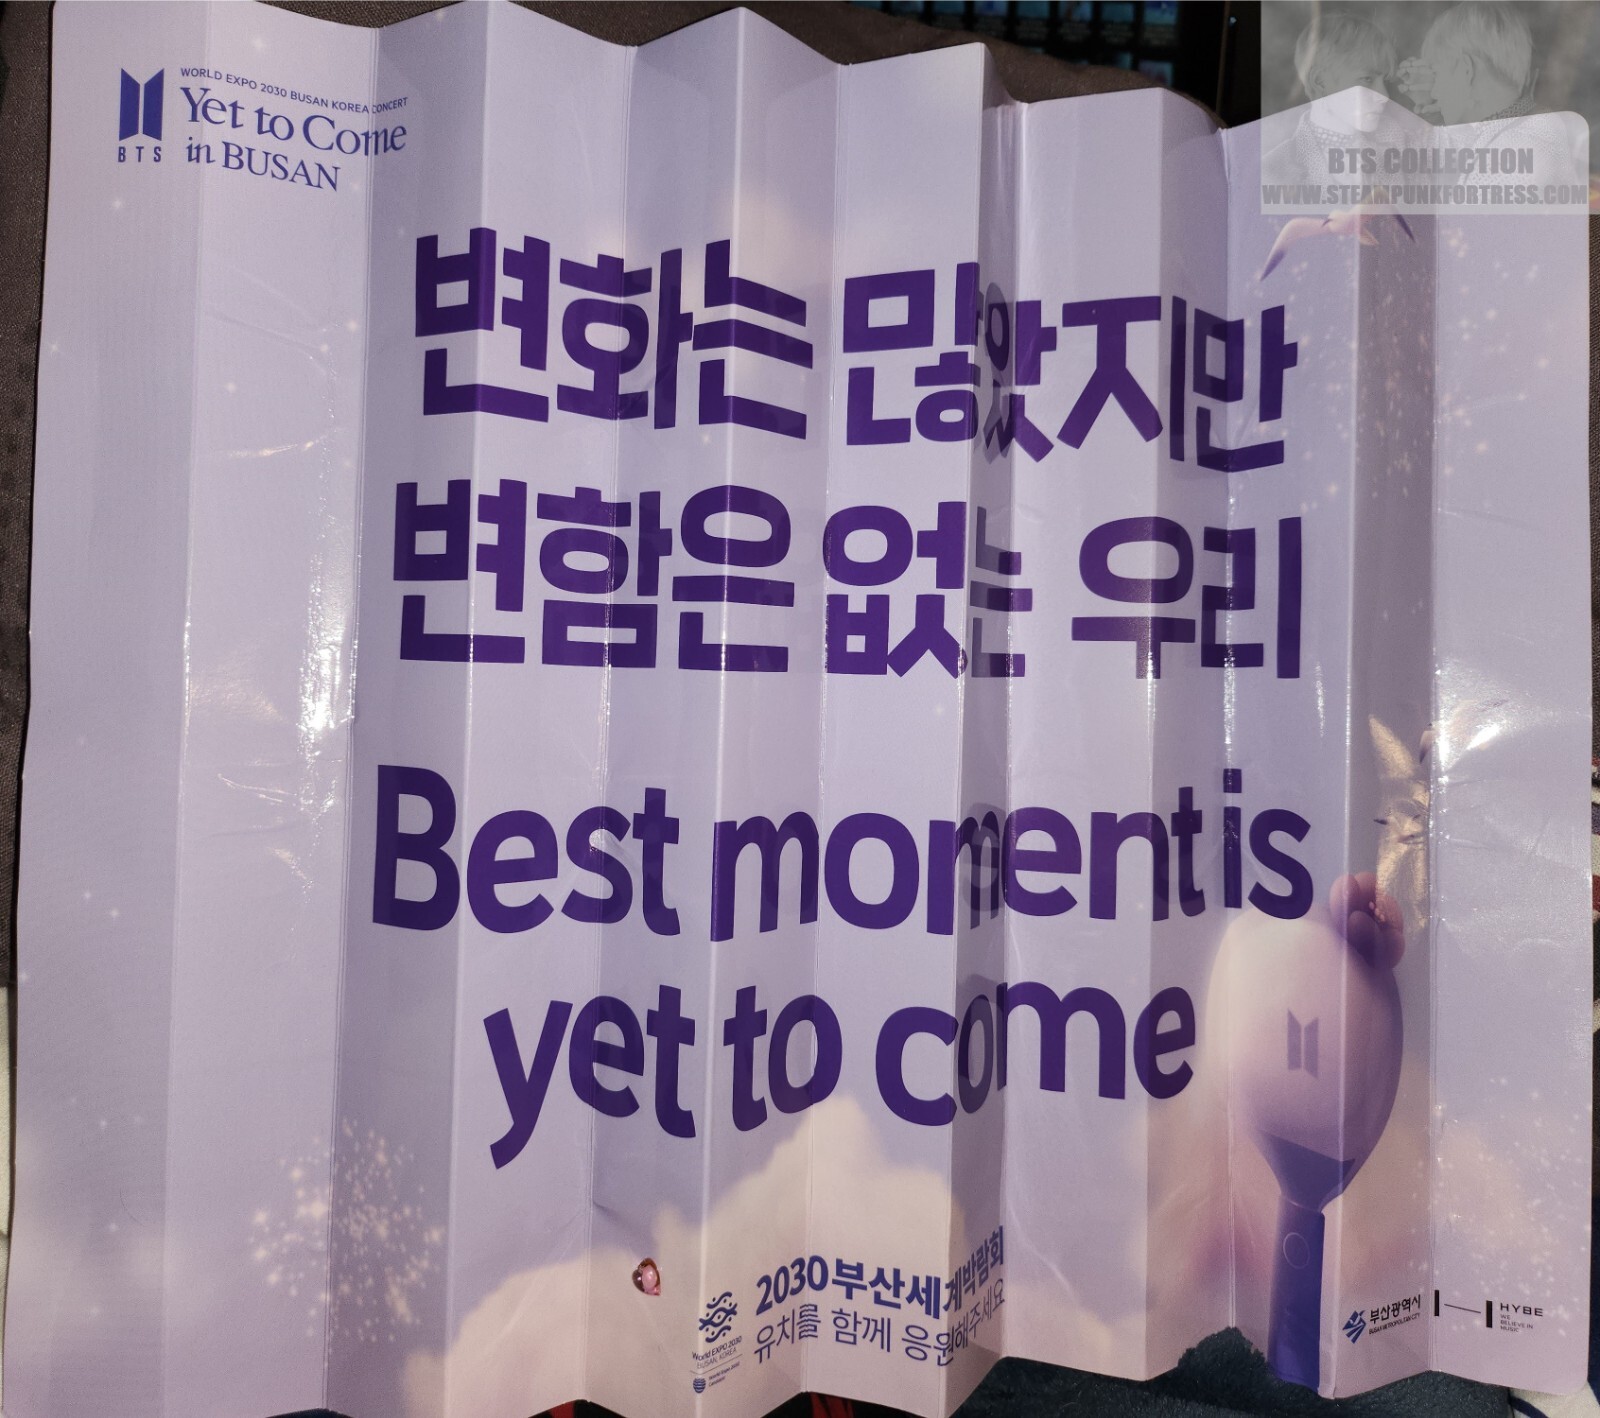 WORLD EXPO 2030 BUSAN KOREA CONCERT
Yet to Come
in BUSAN
BTS
BTS COLLECTION
WWW.STEAMPUNKFORTRESS.COM
변화는 많았지만
변함은 없는 우리
Best moment is
yet to come
2030부산세계박람회
유치를 함께 응원해주세요
World EXPO 2030
BUSAN, KOREA
부산광역시
BUSAN METROPOLITAN CITY
HYBE
WE
BELIEVE IN
MUSIC